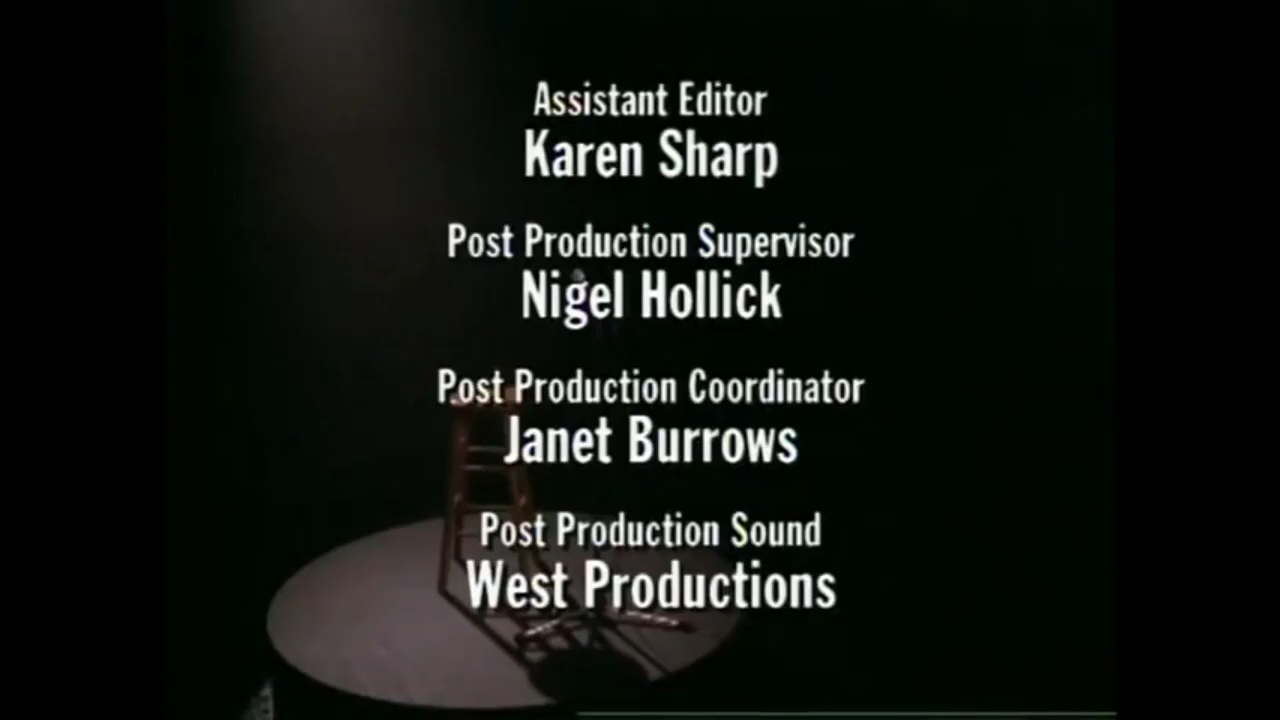 Assistant Editor
Karen Sharp
Post Production Supervisor
Nigel Hollick
Post Production Coordinator
Janet Burrows
Post Production Sound
West Productions